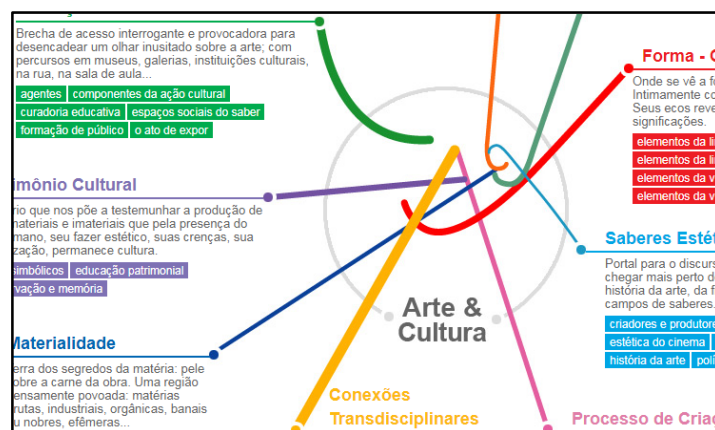 Brecha de acesso interrogante e provocadora para
desencadear um olhar inusitado sobre a arte; com
percursos em museus, galerias, instituições culturais,
na rua, na sala de aula...
agentes componentes da ação cultural
curadoria educativa espaços sociais do saber
formação de público o ato de expor
imônio Cultural
rio que nos põe a testemunhar a produção de
materiais e imateriais que pela presença do
mano, seu fazer estético, suas crenças, sua
zação, permanece cultura.
simbólicos educação patrimonial
rvação e memória
Materialidade
erra dos segredos da matéria: pele
obre a carne da obra. Uma região
ensamente povoada: matérias
rutas, industriais, orgânicas, banais
u nobres, efêmeras...
Arte &
Cultura
Conexões
Transdisciplinares
Forma - C
Onde se vê a f
Intimamente co
Seus ecos reve
significações.
elementos da li
elementos da li
elementos da v
elementos da v
Saberes Estét
Portal para o discurs
chegar mais perto d
história da arte, da f
campos de saberes.
criadores e produtore
estética do cinema
história da arte polí
Processo de Criaç